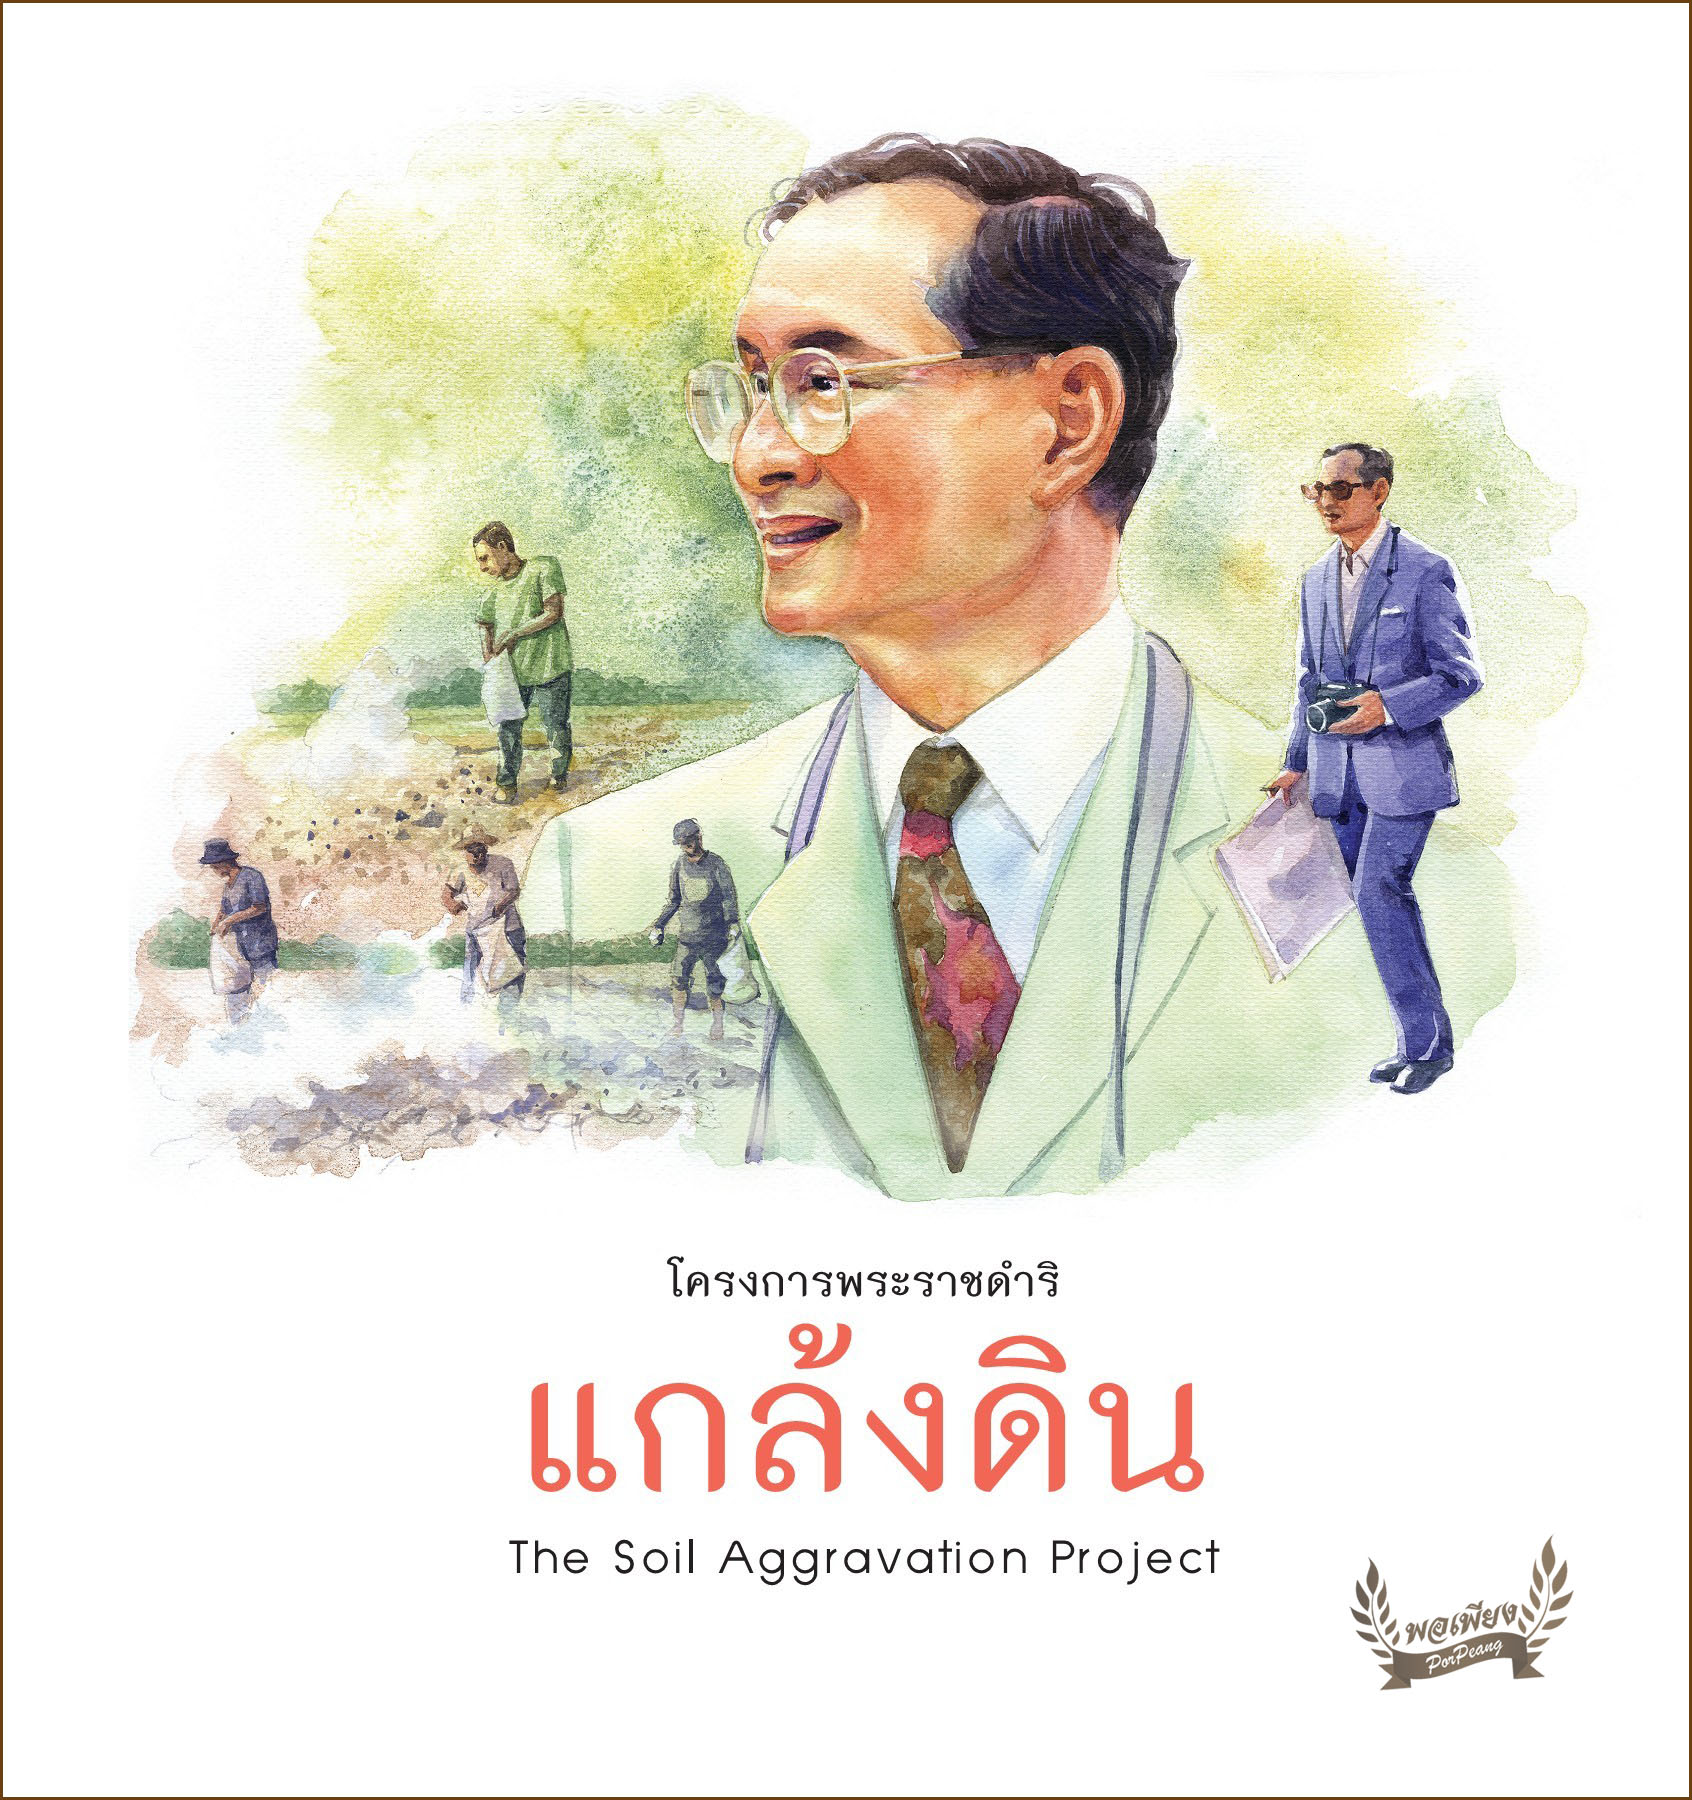 โครงการพระราชดำริ
แกล้งดิน
The Soil Aggravation Project
พอเพียง
PorPeang